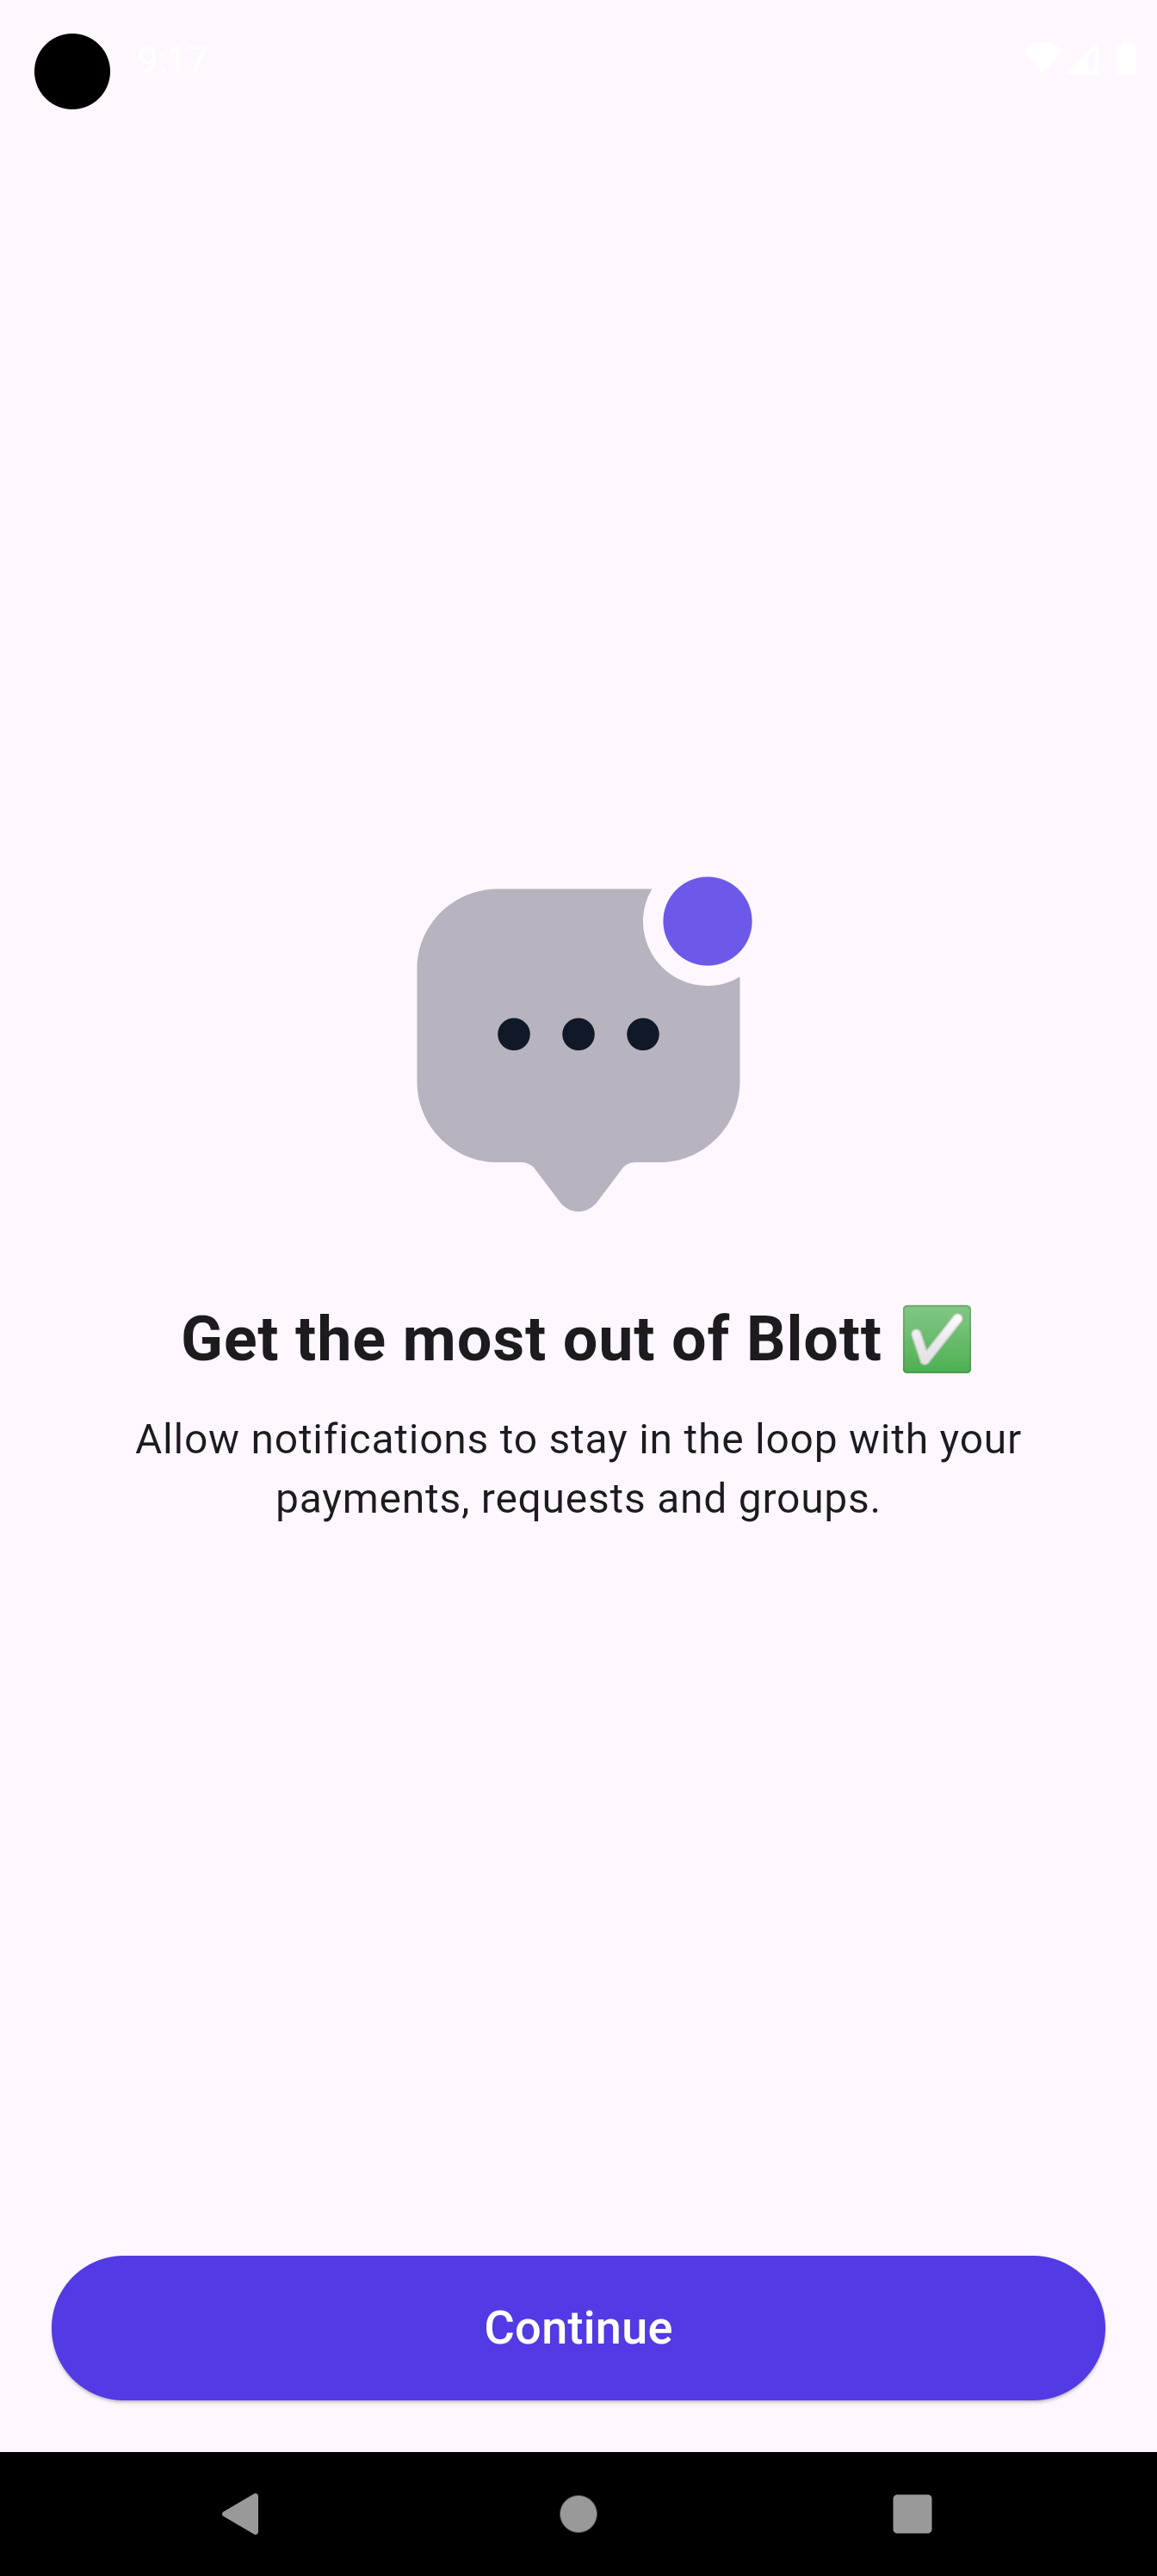 9:17
Get the most out of Blott ✅
Allow notifications to stay in the loop with your
payments, requests and groups.
Continue